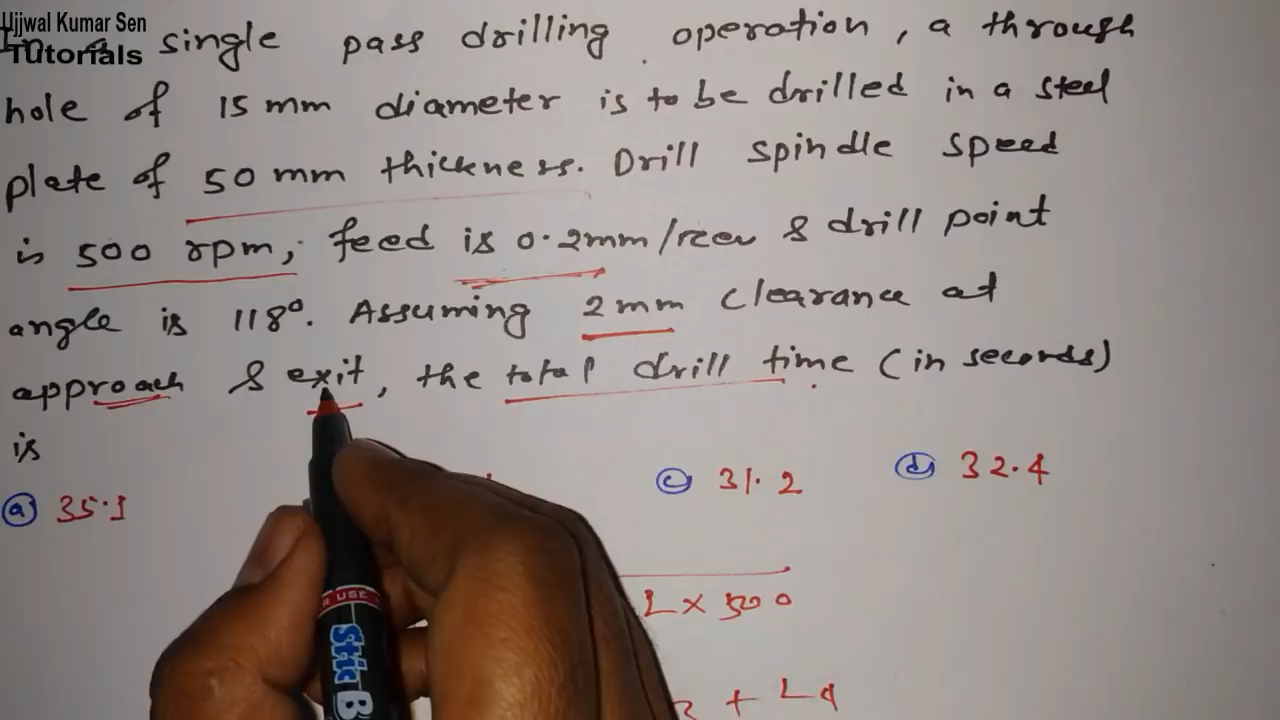 Ujjwal Kumar Sen
Tutorials
In a single pass drilling operation, a through
hole of 15 mm diameter is to be drilled in a steel
plate of 50 mm thickness. Drill spindle speed
is 500 rpm, feed is 0.2mm/rev & drill point
angle is 118°. Assuming 2mm clearance at
approach & exit, the total drill time (in seconds)
is
(a) 35.1 (c) 31.2 (d) 32.4
× 500
+ L4